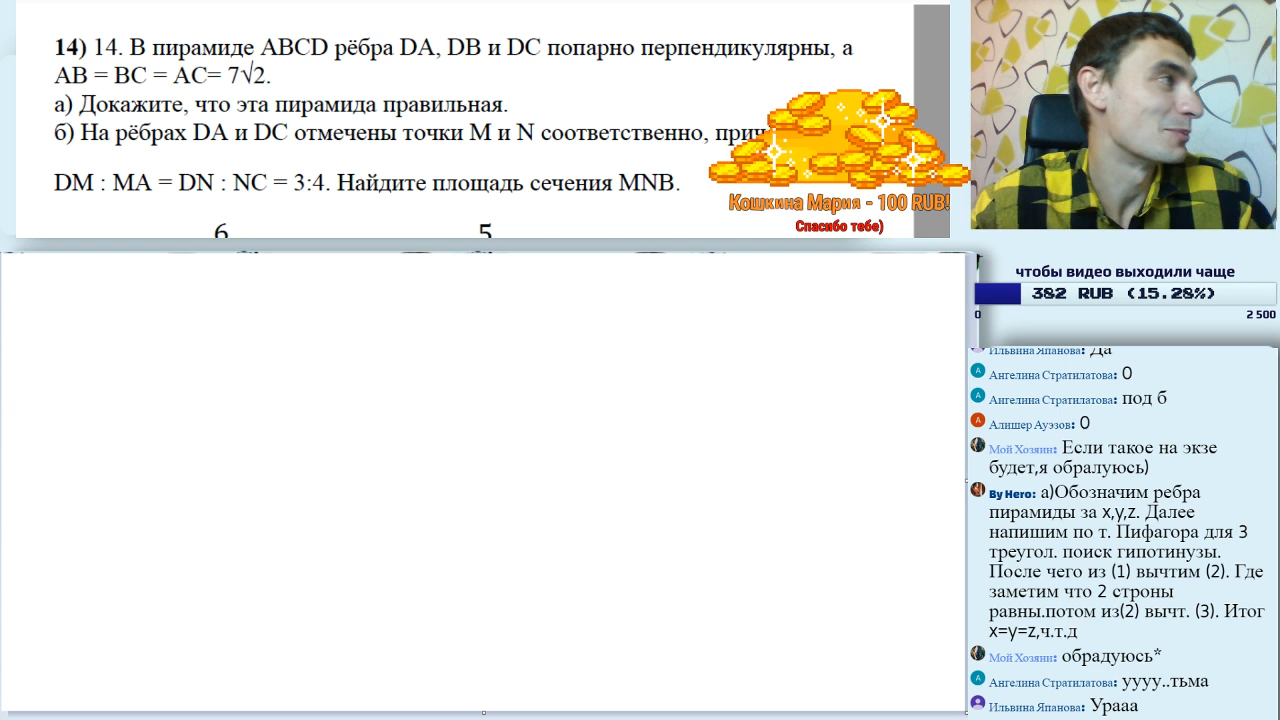 14) 14. В пирамиде ABCD рёбра DA, DB и DC попарно перпендикулярны, а
AB = BC = AC= 7√2.
а) Докажите, что эта пирамида правильная.
б) На рёбрах DA и DC отмечены точки M и N соответственно,
DM : MA = DN : NC = 3:4. Найдите площадь сечения MNB.
6 5
Кошкина Мария - 100 RUB!
Спасибо тебе)
чтобы видео выходили чаще
382 RUB (15.28%)
0 2 500
Ильвина Япанова: Да
А Ангелина Стратилатова: 0
А Ангелина Стратилатова: под б
А Алишер Ауэзов: 0
Мой Хозяин: Если такое на экзе
будет,я обралуюсь)
By Hero: а)Обозначим ребра
пирамиды за x,y,z. Далее
напишим по т. Пифагора для 3
треугол. поиск гипотинузы.
После чего из (1) вычтим (2). Где
заметим что 2 строны
равны.потом из(2) вычт. (3). Итог
x=y=z,ч.т.д
Мой Хозяин: обрадуюсь*
А Ангелина Стратилатова: уууу..тьма
Ильвина Япанова: Урааа